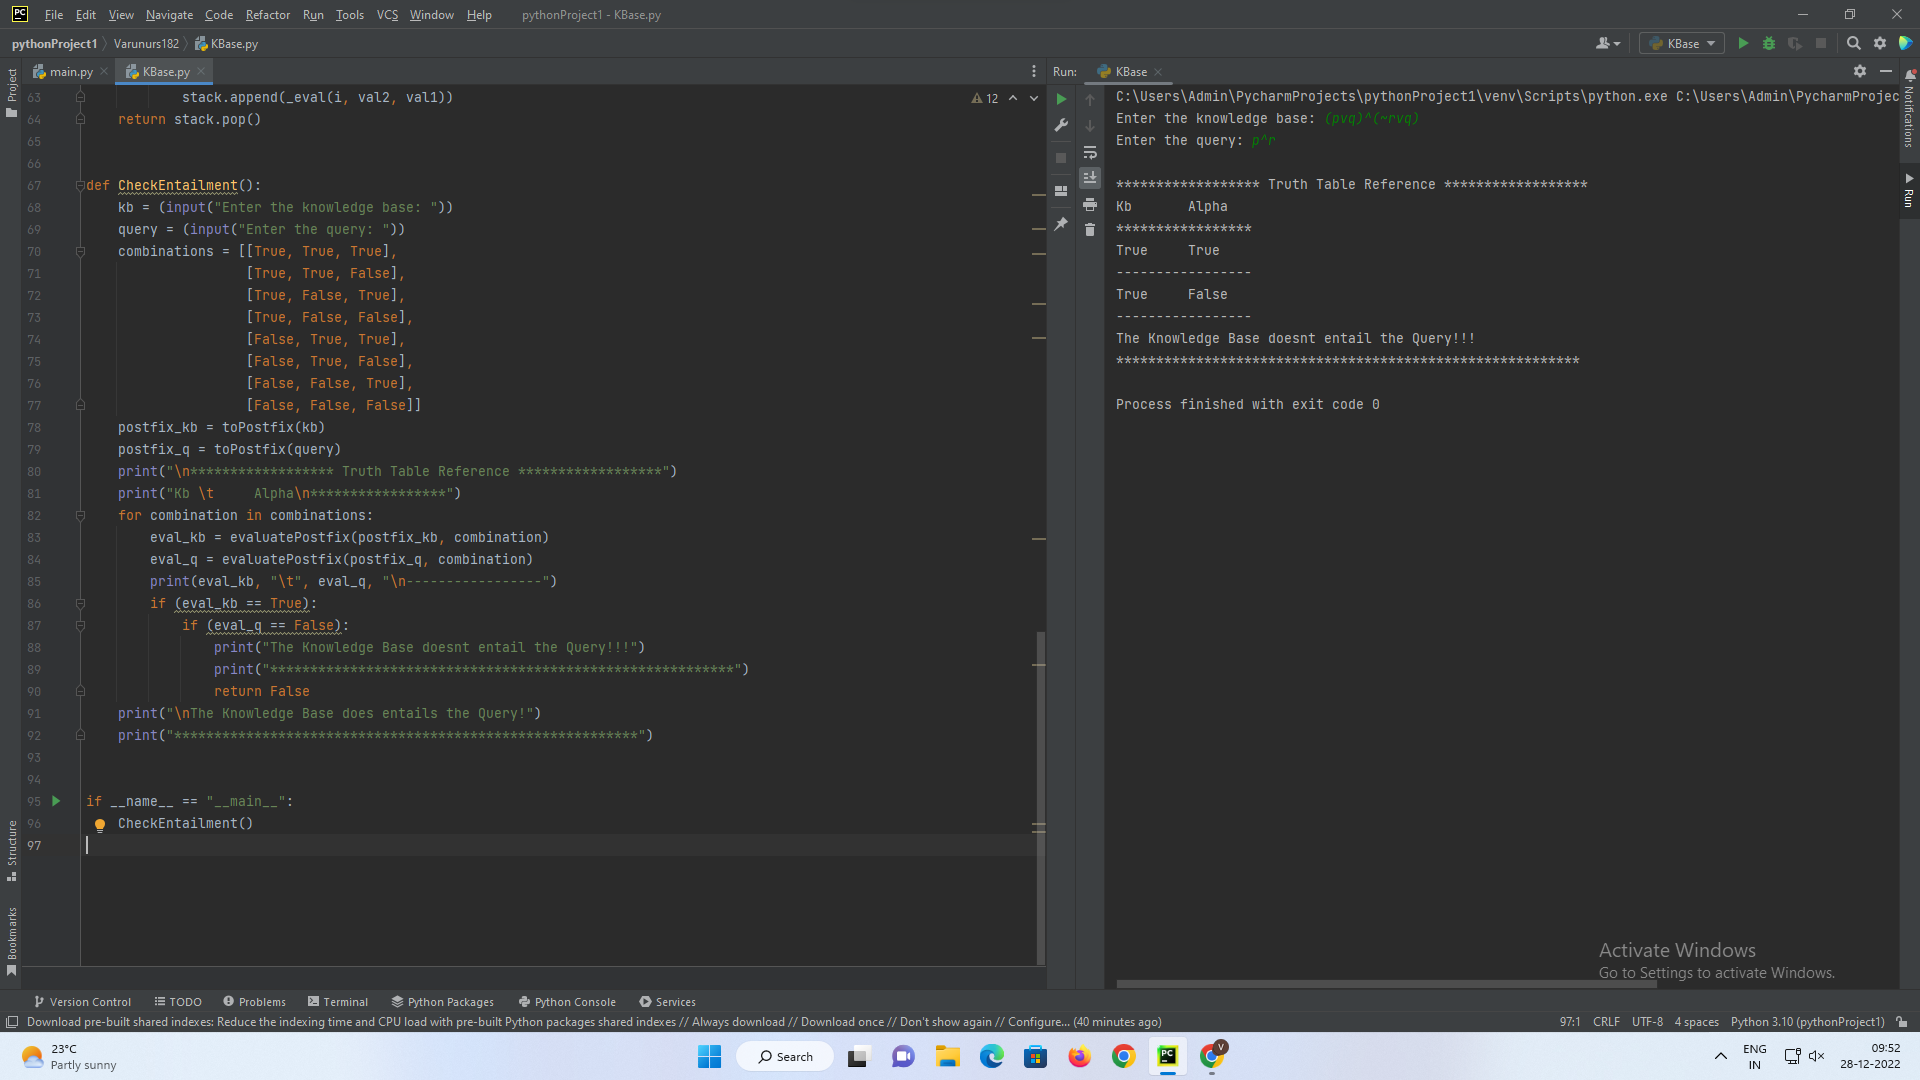 File Edit View Navigate Code Refactor Run Tools VCS Window Help pythonProject1 - KBase.py
pythonProject1 Varunurs182 KBase.py
KBase
main.py KBase.py
Project
63 stack.append(_eval(i, val2, val1))
12
64 return stack.pop()
65
66
67 def CheckEntailment():
68 kb = (input("Enter the knowledge base: "))
69 query = (input("Enter the query: "))
70 combinations = [[True, True, True],
71 [True, True, False],
72 [True, False, True],
73 [True, False, False],
74 [False, True, True],
75 [False, True, False],
76 [False, False, True],
77 [False, False, False]]
78 postfix_kb = toPostfix(kb)
79 postfix_q = toPostfix(query)
80 print("\n****************** Truth Table Reference ******************")
81 print("Kb \t     Alpha\n*****************")
82 for combination in combinations:
83 eval_kb = evaluatePostfix(postfix_kb, combination)
84 eval_q = evaluatePostfix(postfix_q, combination)
85 print(eval_kb, "\t", eval_q, "\n-----------------")
86 if (eval_kb == True):
87 if (eval_q == False):
88 print("The Knowledge Base doesnt entail the Query!!!")
89 print("**********************************************************")
90 return False
91 print("\nThe Knowledge Base does entails the Query!")
92 print("**********************************************************")
93
94
95 if __name__ == "__main__":
96 CheckEntailment()
97
Structure
Bookmarks
Run: KBase
C:\Users\Admin\PycharmProjects\pythonProject1\venv\Scripts\python.exe C:\Users\Admin\PycharmProjec
Enter the knowledge base: (pvq)^(~rvq)
Enter the query: p^r
****************** Truth Table Reference ******************
Kb Alpha
*****************
True True
-----------------
True False
-----------------
The Knowledge Base doesnt entail the Query!!!
**********************************************************
Process finished with exit code 0
Notifications
Run
Activate Windows
Go to Settings to activate Windows.
Version Control TODO Problems Terminal Python Packages Python Console Services
Download pre-built shared indexes: Reduce the indexing time and CPU load with pre-built Python packages shared indexes // Always download // Download once // Don't show again // Configure... (40 minutes ago)
97:1 CRLF UTF-8 4 spaces Python 3.10 (pythonProject1)
23°C
Partly sunny
Search
PC
V
ENG
IN
09:52
28-12-2022